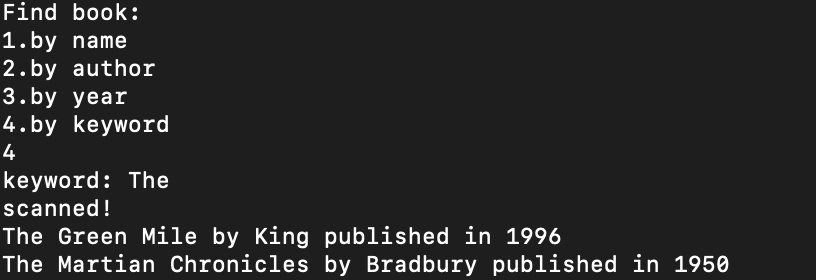 Find book:
1.by name
2.by author
3.by year
4.by keyword
4
keyword: The
scanned!
The Green Mile by King published in 1996
The Martian Chronicles by Bradbury published in 1950